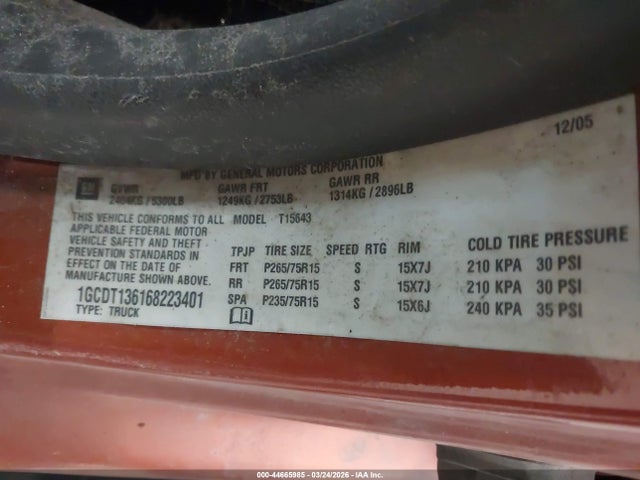 12/05
MFD BY GENERAL MOTORS CORPORATION
GM
GVWR GAWR FRT GAWR RR
2404KG / 5300LB 1249KG / 2753LB 1314KG / 2896LB
THIS VEHICLE CONFORMS TO ALL MODEL T15643
APPLICABLE FEDERAL MOTOR
VEHICLE SAFETY AND THEFT
PREVENTION STANDARDS IN
EFFECT ON THE DATE OF
MANUFACTURE SHOWN ABOVE.
1GCDT136168223401
TYPE: TRUCK
TPJP TIRE SIZE SPEED RTG RIM COLD TIRE PRESSURE
FRT P265/75R15 S 15X7J 210 KPA 30 PSI
RR P265/75R15 S 15X7J 210 KPA 30 PSI
SPA P235/75R15 S 15X6J 240 KPA 35 PSI
000-44665985 - 03/24/2026 - IAA Inc.